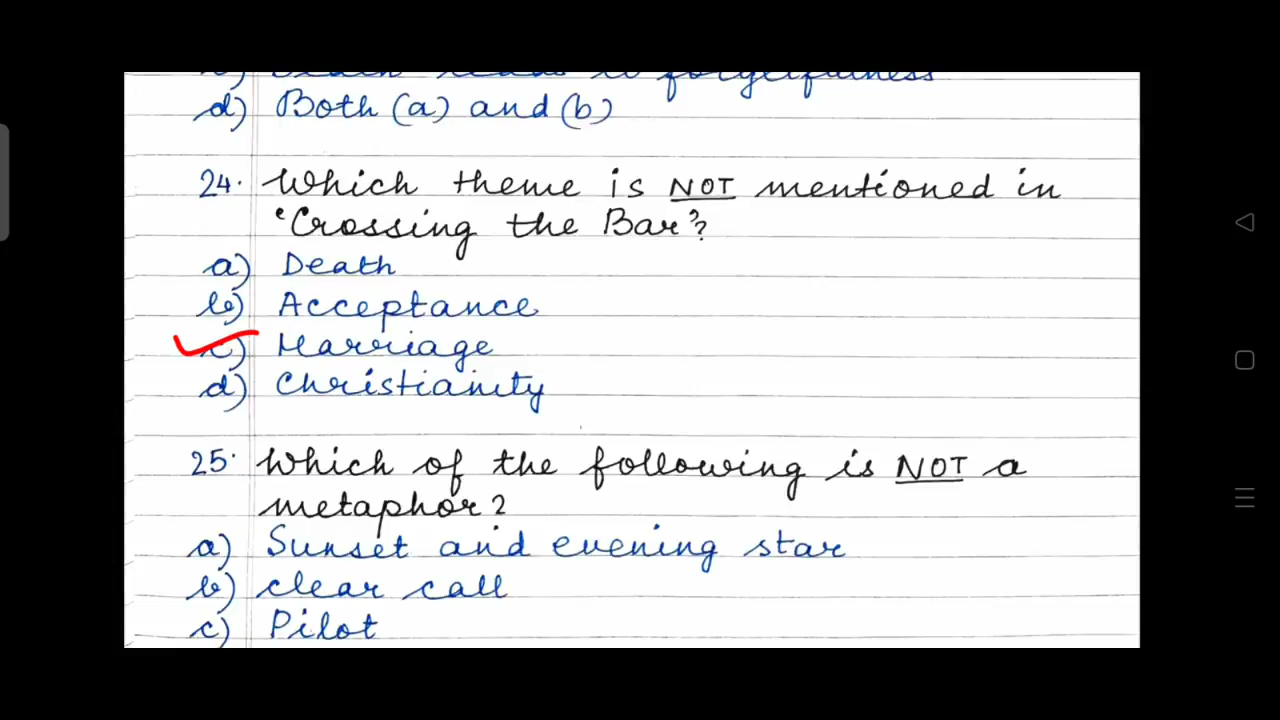 forgetfulness
d) Both (a) and (b)
24. Which theme is NOT mentioned in
'Crossing the Bar'?
a) Death
b) Acceptance
c) Marriage
d) Christianity
25. Which of the following is NOT a
metaphor?
a) Sunset and evening star
b) clear call
c) Pilot